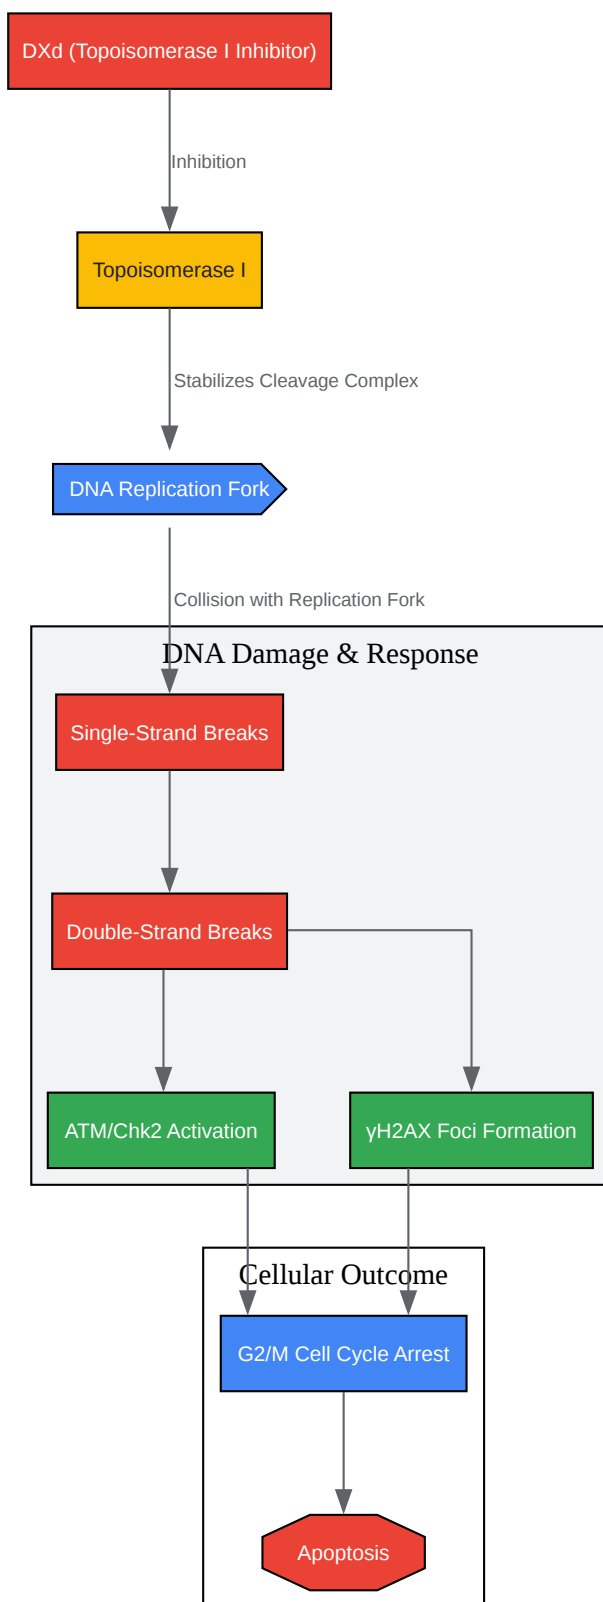 DXd (Topoisomerase I Inhibitor)
Inhibition
Topoisomerase I
Stabilizes Cleavage Complex
DNA Replication Fork
Collision with Replication Fork
DNA Damage & Response
Single-Strand Breaks
Double-Strand Breaks
ATM/Chk2 Activation
γH2AX Foci Formation
Cellular Outcome
G2/M Cell Cycle Arrest
Apoptosis